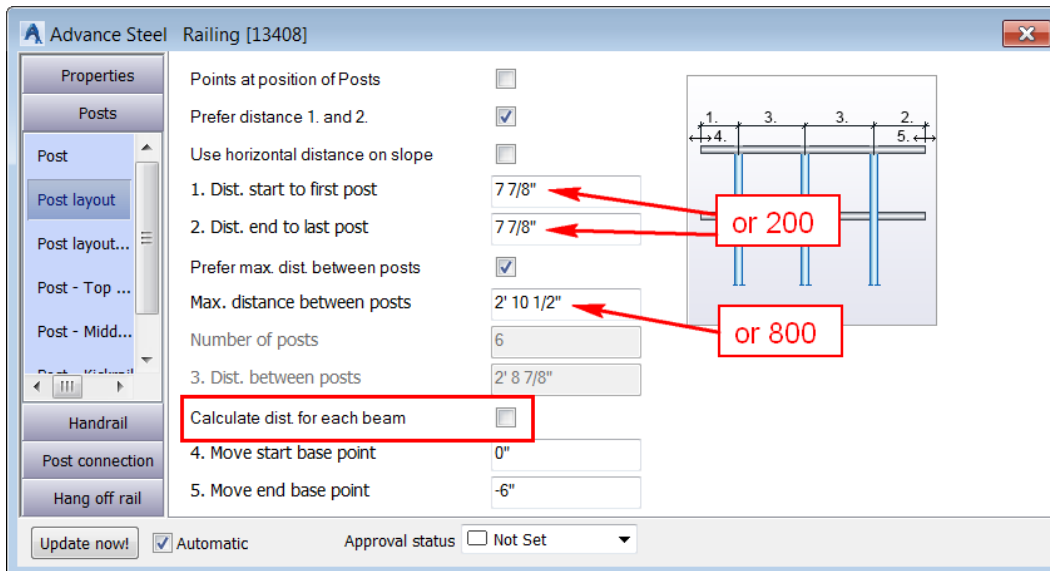 Advance Steel Railing [13408]
Properties
Posts
Post
Post layout
Post layout...
Post - Top ...
Post - Midd...
Handrail
Post connection
Hang off rail
Points at position of Posts
Prefer distance 1. and 2.
Use horizontal distance on slope
1. Dist. start to first post 7 7/8"
2. Dist. end to last post 7 7/8"
Prefer max. dist. between posts
Max. distance between posts 2' 10 1/2"
Number of posts 6
3. Dist. between posts 2' 8 7/8"
Calculate dist. for each beam
4. Move start base point 0"
5. Move end base point -6"
1. 3. 3. 2.
4. 5.
or 200
or 800
Update now! Automatic Approval status Not Set